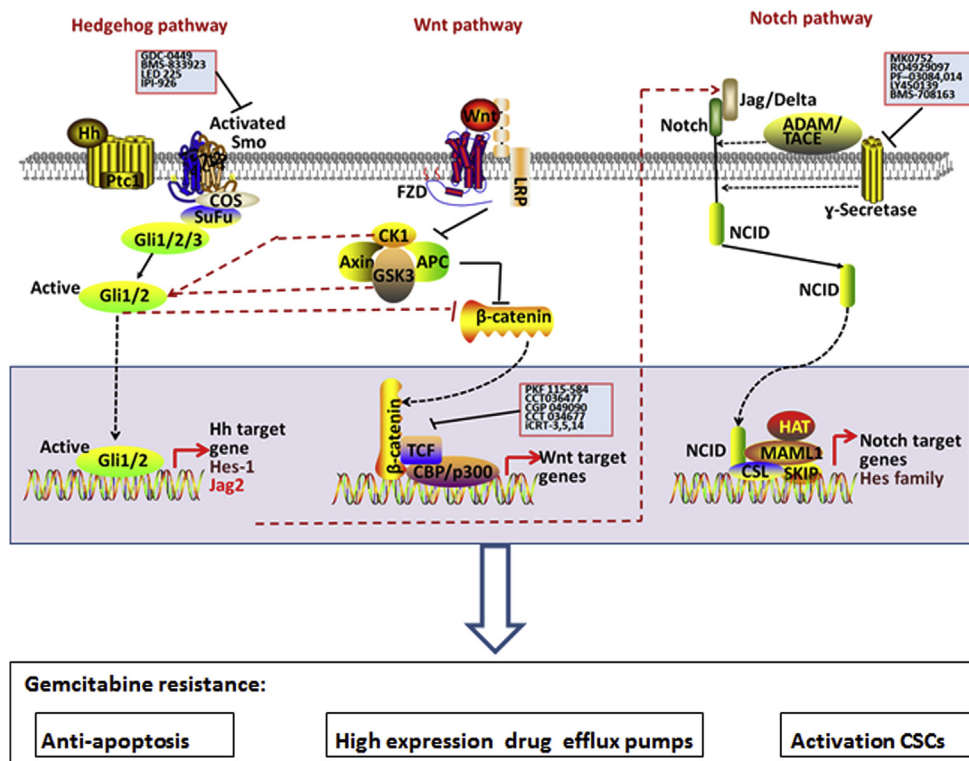 Hedgehog pathway
GDC-0449
BMS-833923
LED 225
IPI-926
Activated
Smo
Hh
Ptc1
COS
SuFu
Gli1/2/3
Active
Gli1/2
Active
Gli1/2
Hh target
gene
Hes-1
Jag2
Wnt pathway
Wnt
FZD
LRP
CK1
Axin
GSK3
APC
β-catenin
PKF 115-584
CCT036477
CGP 049090
CCT 034677
iCRT-3,5,14
β-catenin
TCF
CBP/p300
Wnt target
genes
Notch pathway
MK0752
RO4929097
PF-03084,014
LY450139
BMS-708163
Jag/Delta
Notch
ADAM/
TACE
γ-Secretase
NCID
NCID
NCID
HAT
MAML1
CSL
SKIP
Notch target
genes
Hes family
Gemcitabine resistance:
Anti-apoptosis
High expression drug efflux pumps
Activation CSCs